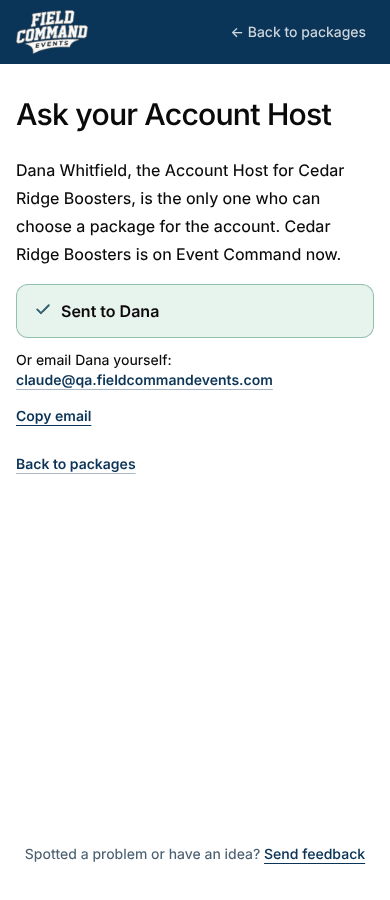 FIELD
COMMAND
EVENTS
← Back to packages
Ask your Account Host
Dana Whitfield, the Account Host for Cedar
Ridge Boosters, is the only one who can
choose a package for the account. Cedar
Ridge Boosters is on Event Command now.
Sent to Dana
Or email Dana yourself:
claude@qa.fieldcommandevents.com
Copy email
Back to packages
Spotted a problem or have an idea? Send feedback